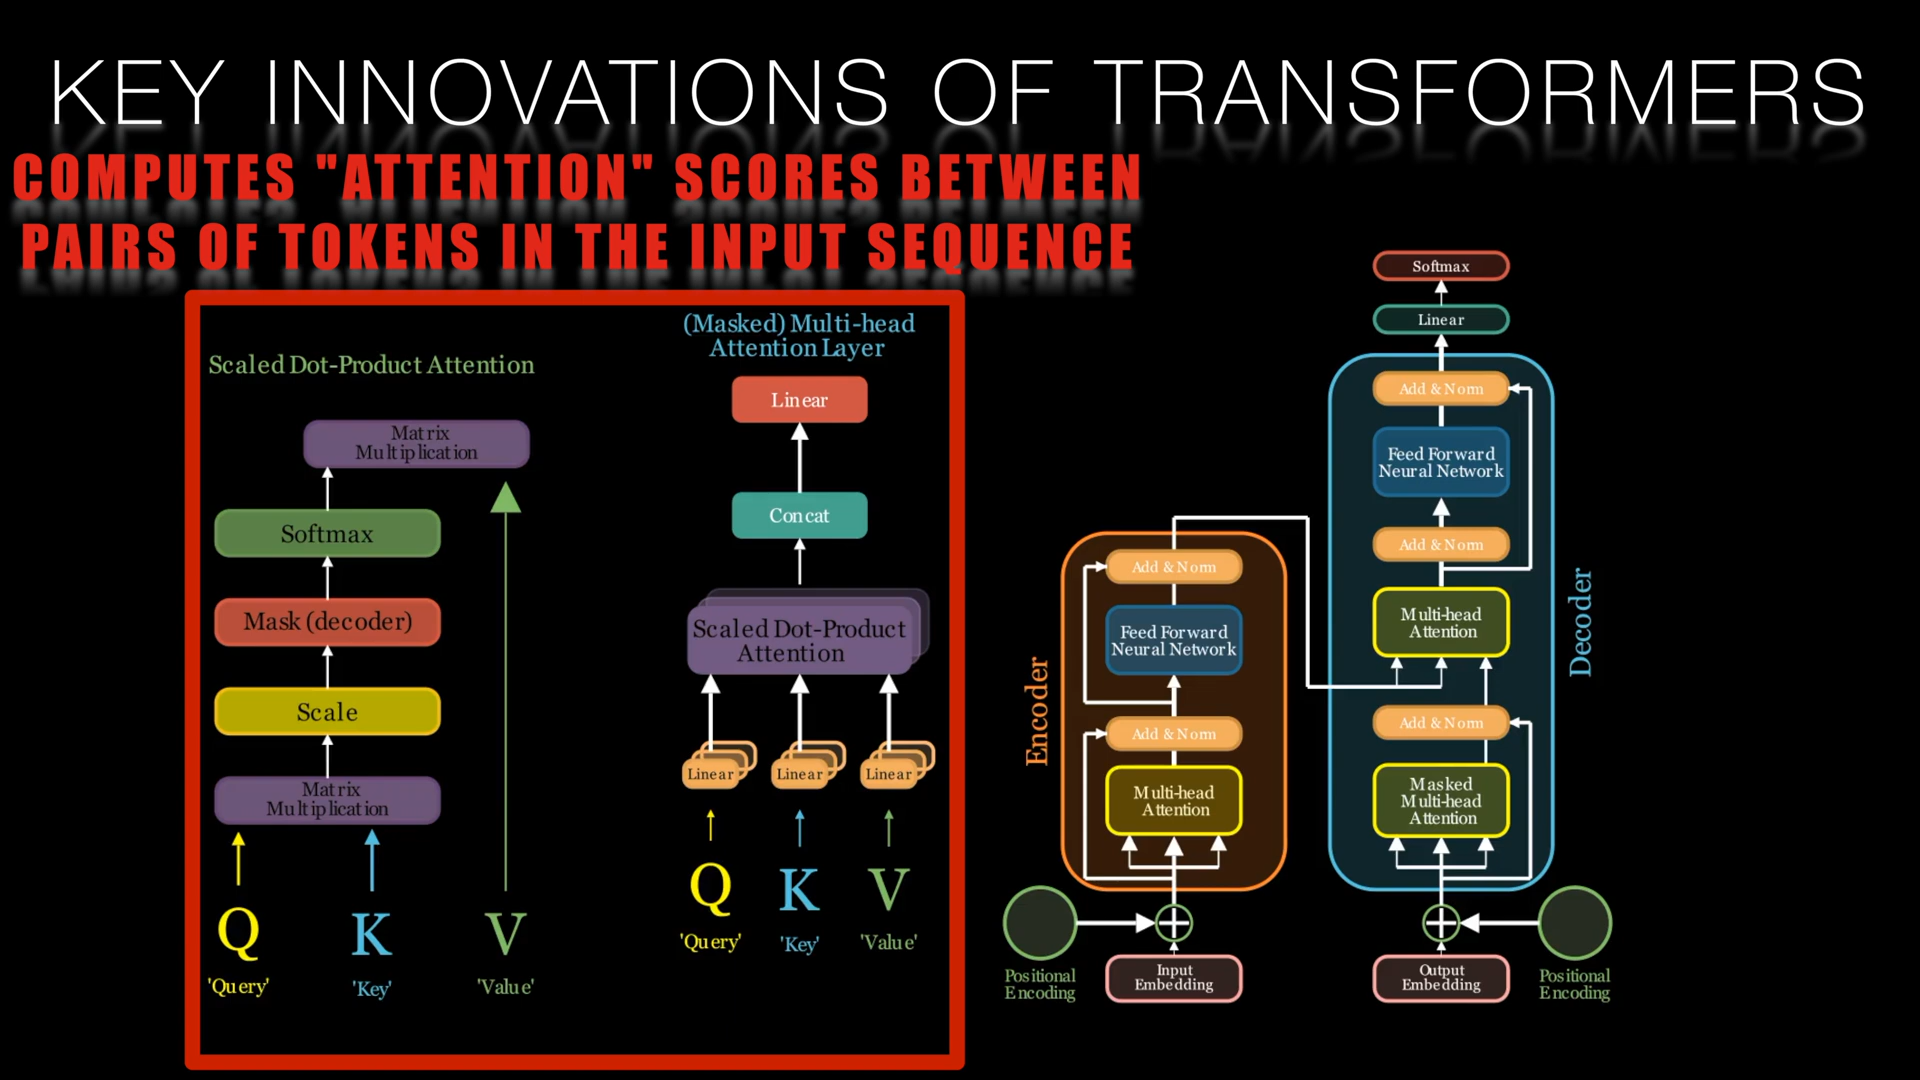 KEY INNOVATIONS OF TRANSFORMERS
COMPUTES "ATTENTION" SCORES BETWEEN
PAIRS OF TOKENS IN THE INPUT SEQUENCE
Scaled Dot-Product Attention
Matrix
Multiplication
Softmax
Mask (decoder)
Scale
Matrix
Multiplication
Q
K
V
'Query'
'Key'
'Value'
(Masked) Multi-head
Attention Layer
Linear
Concat
Scaled Dot-Product
Attention
Linear
Linear
Linear
Q
K
V
'Query'
'Key'
'Value'
Encoder
Add & Norm
Feed Forward
Neural Network
Add & Norm
Multi-head
Attention
Positional
Encoding
Input
Embedding
Softmax
Linear
Add & Norm
Feed Forward
Neural Network
Add & Norm
Multi-head
Attention
Add & Norm
Masked
Multi-head
Attention
Decoder
Output
Embedding
Positional
Encoding